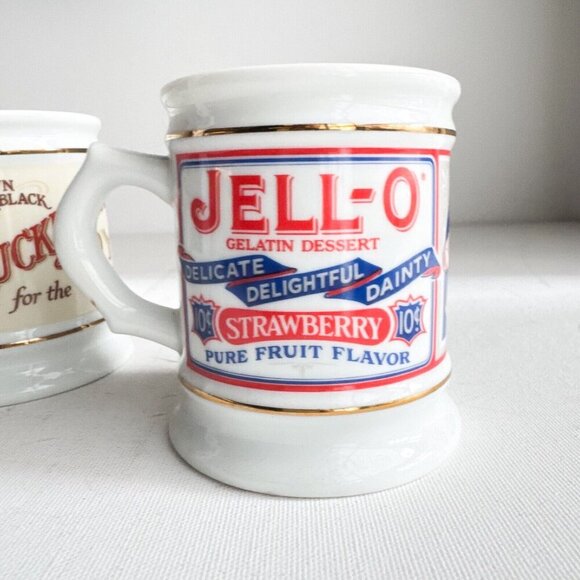 JELL-O®
GELATIN DESSERT
DELICATE DELIGHTFUL DAINTY
10¢ STRAWBERRY 10¢
PURE FRUIT FLAVOR
BLACK
for the